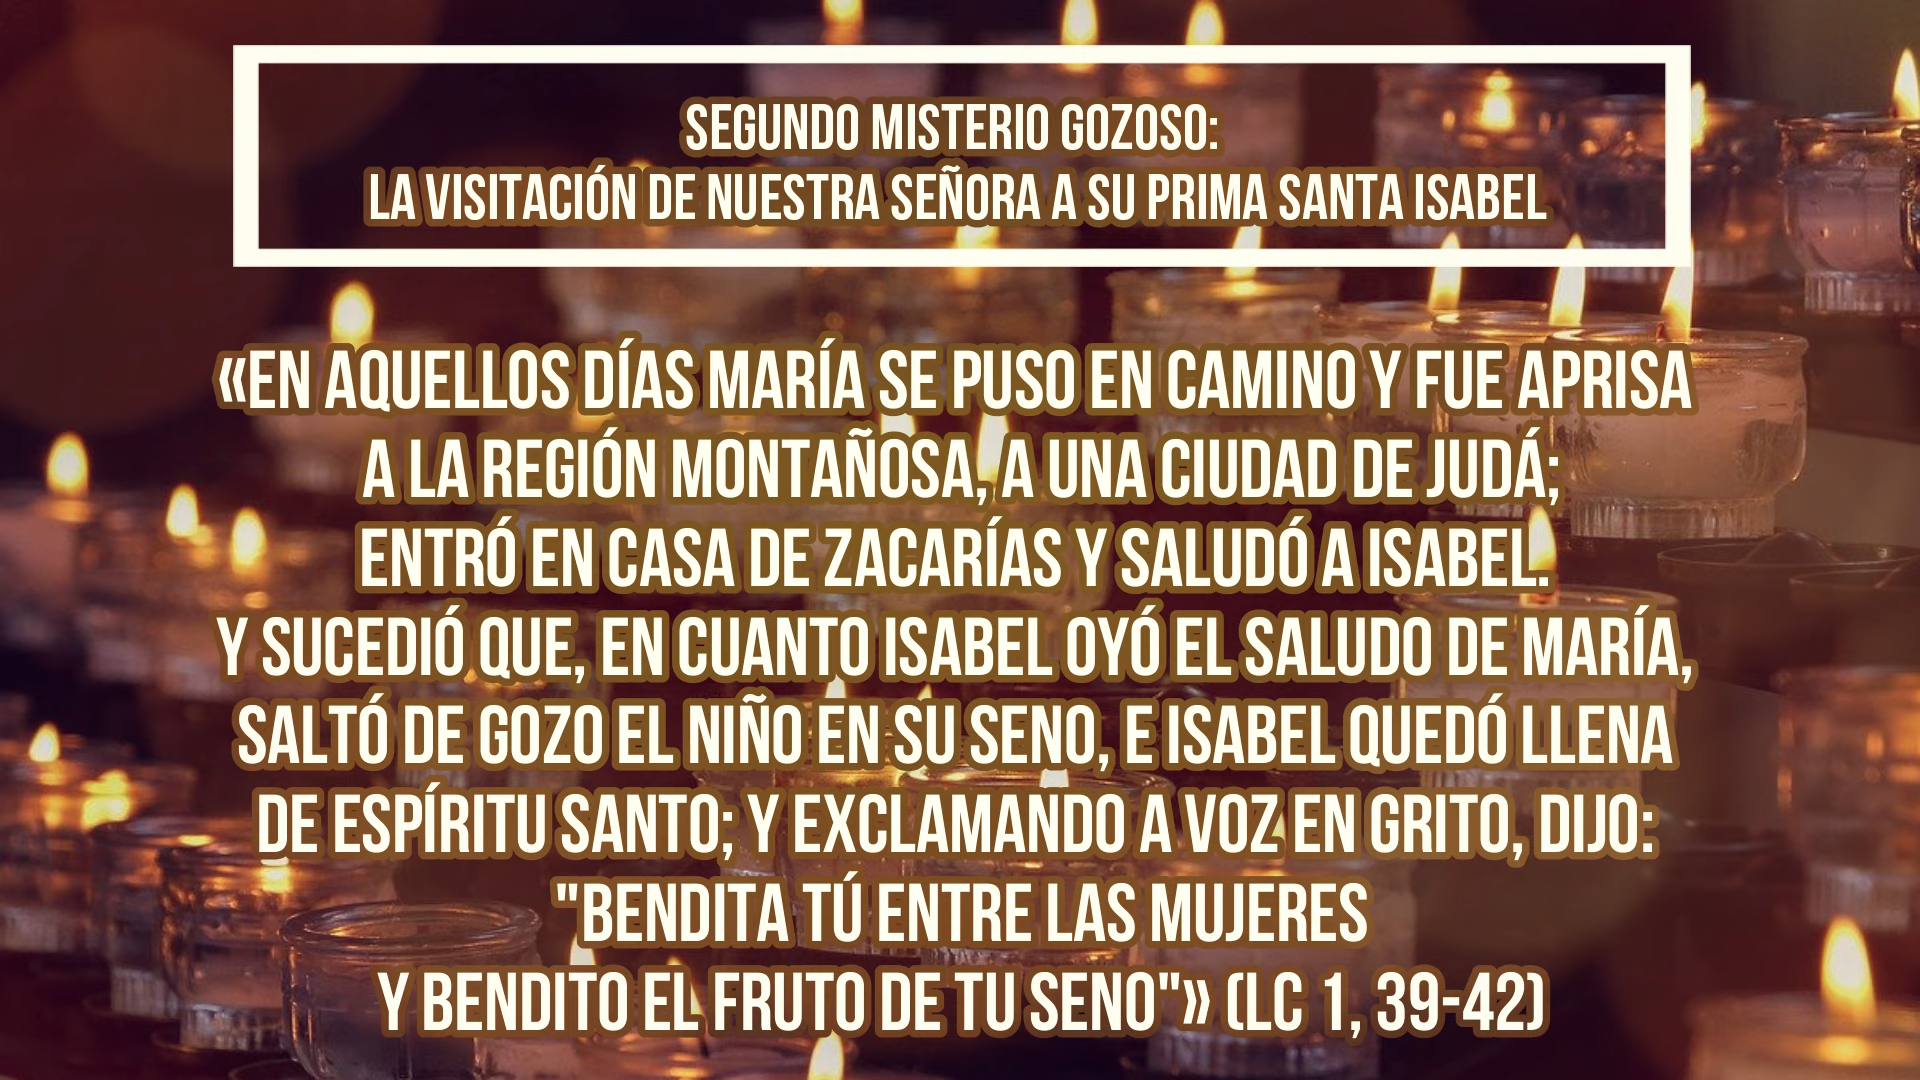 SEGUNDO MISTERIO GOZOSO:
LA VISITACIÓN DE NUESTRA SEÑORA A SU PRIMA SANTA ISABEL
«EN AQUELLOS DÍAS MARÍA SE PUSO EN CAMINO Y FUE APRISA
A LA REGIÓN MONTAÑOSA, A UNA CIUDAD DE JUDÁ;
ENTRÓ EN CASA DE ZACARÍAS Y SALUDÓ A ISABEL.
Y SUCEDIÓ QUE, EN CUANTO ISABEL OYÓ EL SALUDO DE MARÍA,
SALTÓ DE GOZO EL NIÑO EN SU SENO, E ISABEL QUEDÓ LLENA
DE ESPÍRITU SANTO; Y EXCLAMANDO A VOZ EN GRITO, DIJO:
"BENDITA TÚ ENTRE LAS MUJERES
Y BENDITO EL FRUTO DE TU SENO"» (LC 1, 39-42)